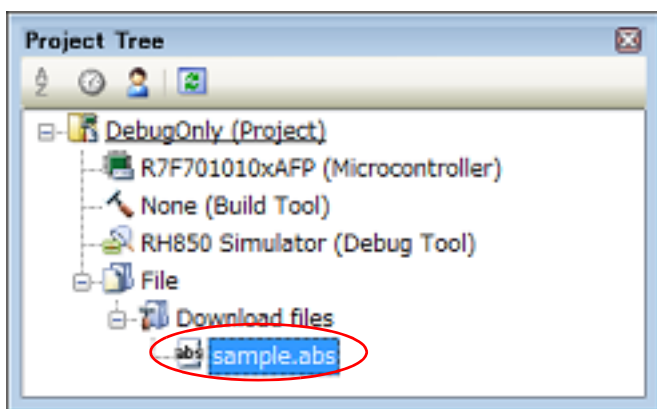 Project Tree
DebugOnly (Project)
R7F701010xAFP (Microcontroller)
None (Build Tool)
RH850 Simulator (Debug Tool)
File
Download files
abs sample.abs